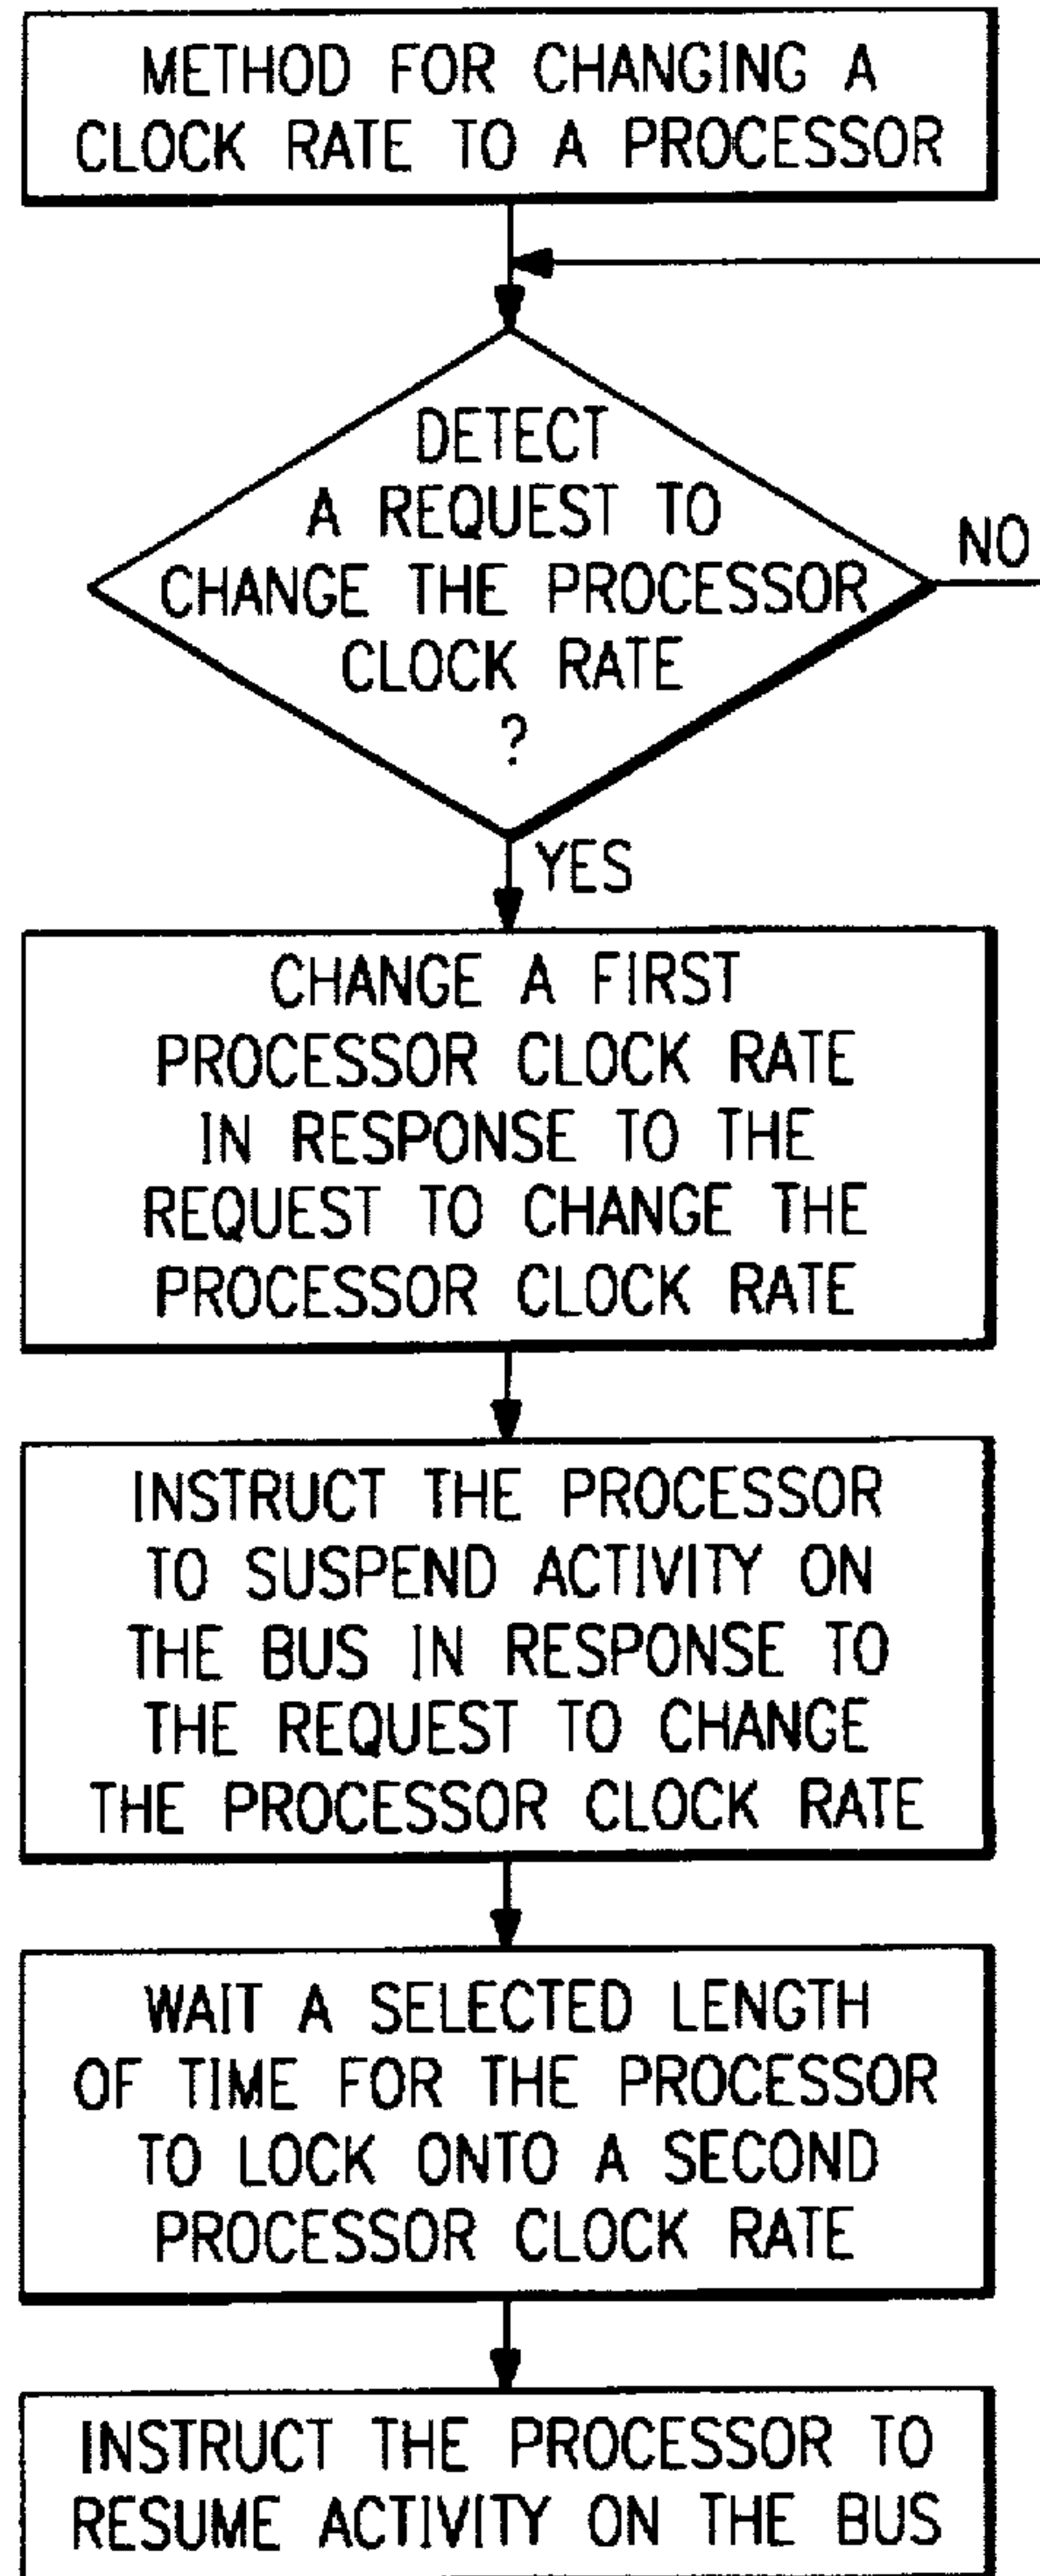 METHOD FOR CHANGING A
CLOCK RATE TO A PROCESSOR
DETECT
A REQUEST TO
CHANGE THE PROCESSOR
CLOCK RATE
?
NO
YES
CHANGE A FIRST
PROCESSOR CLOCK RATE
IN RESPONSE TO THE
REQUEST TO CHANGE THE
PROCESSOR CLOCK RATE
INSTRUCT THE PROCESSOR
TO SUSPEND ACTIVITY ON
THE BUS IN RESPONSE TO
THE REQUEST TO CHANGE
THE PROCESSOR CLOCK RATE
WAIT A SELECTED LENGTH
OF TIME FOR THE PROCESSOR
TO LOCK ONTO A SECOND
PROCESSOR CLOCK RATE
INSTRUCT THE PROCESSOR TO
RESUME ACTIVITY ON THE BUS